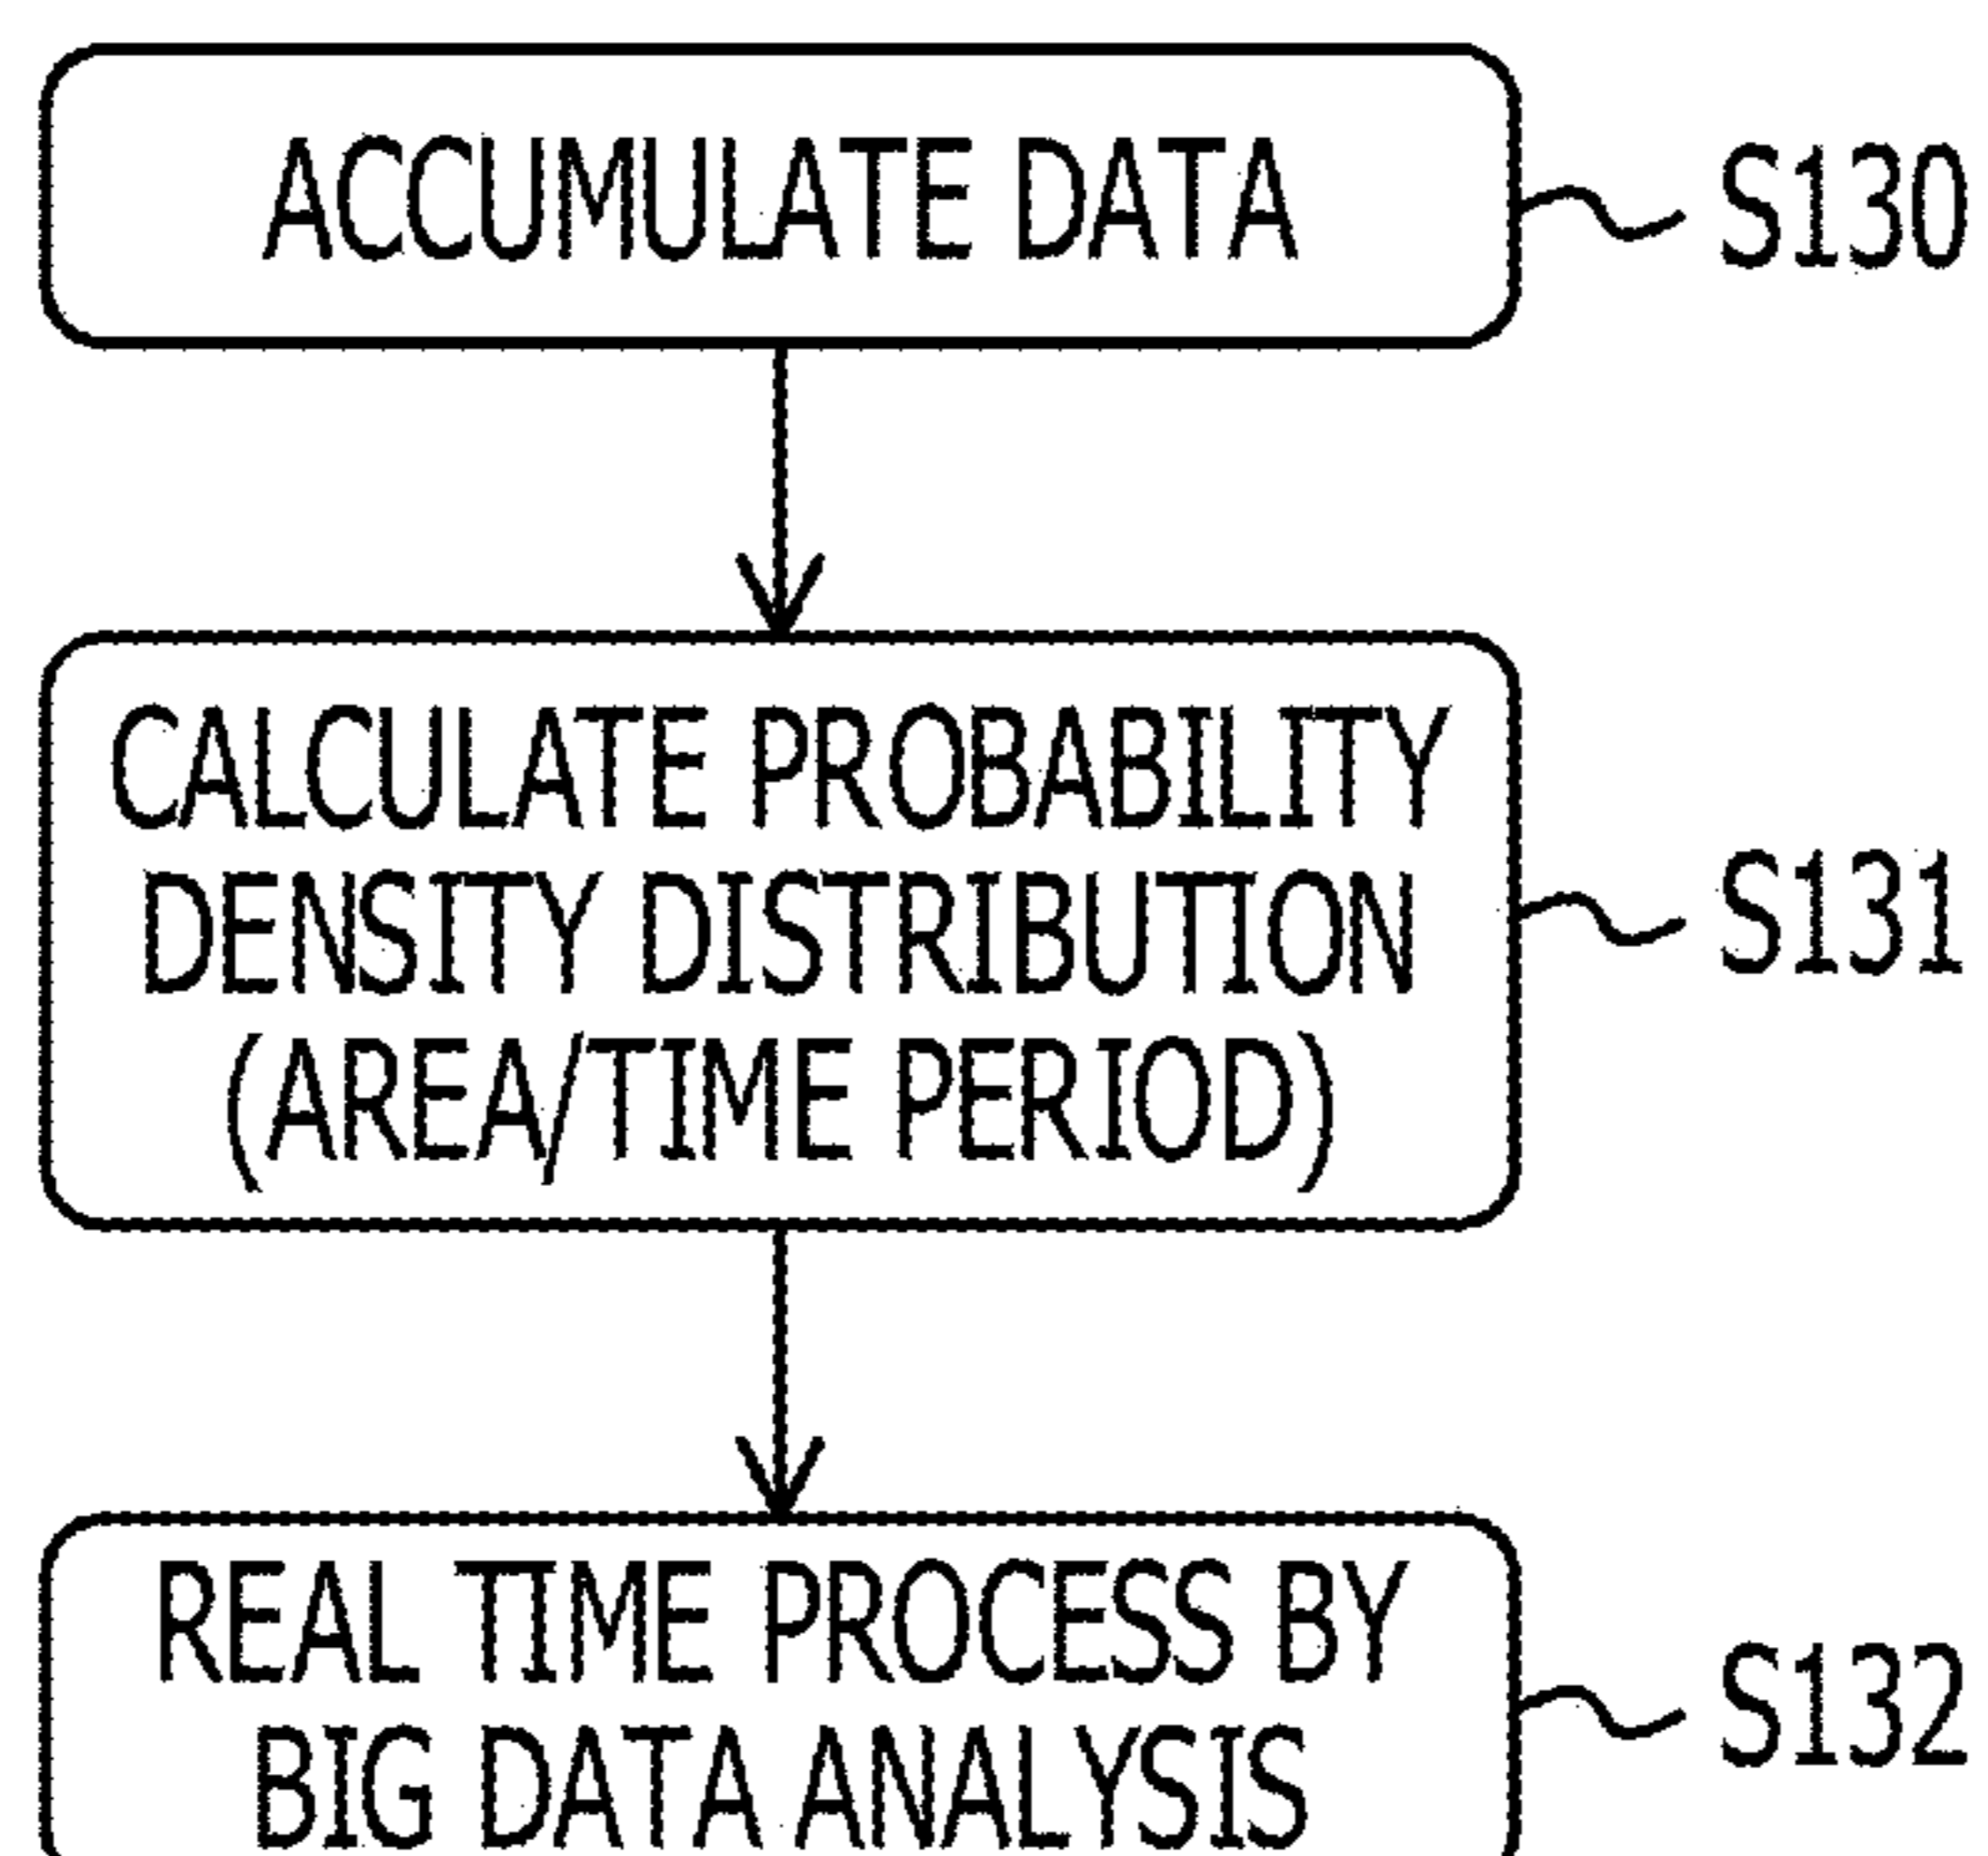 ACCUMULATE DATA
S130
CALCULATE PROBABILITY
DENSITY DISTRIBUTION
(AREA/TIME PERIOD)
S131
REAL TIME PROCESS BY
BIG DATA ANALYSIS
S132